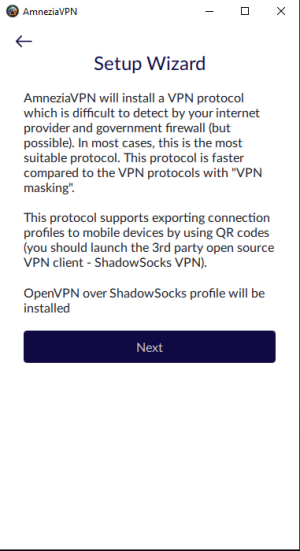 AmneziaVPN
Setup Wizard
AmneziaVPN will install a VPN protocol
which is difficult to detect by your internet
provider and government firewall (but
possible). In most cases, this is the most
suitable protocol. This protocol is faster
compared to the VPN protocols with "VPN
masking".
This protocol supports exporting connection
profiles to mobile devices by using QR codes
(you should launch the 3rd party open source
VPN client - ShadowSocks VPN).
OpenVPN over ShadowSocks profile will be
installed
Next